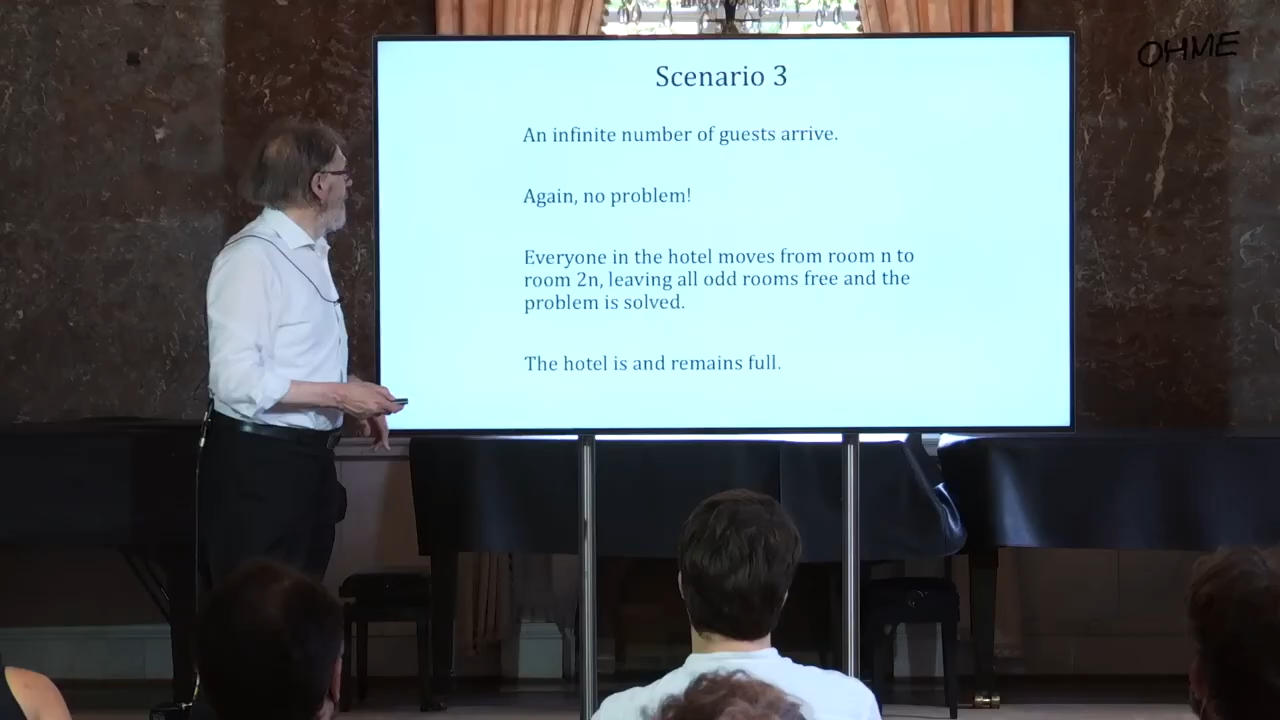 OHME
Scenario 3
An infinite number of guests arrive.
Again, no problem!
Everyone in the hotel moves from room n to
room 2n, leaving all odd rooms free and the
problem is solved.
The hotel is and remains full.